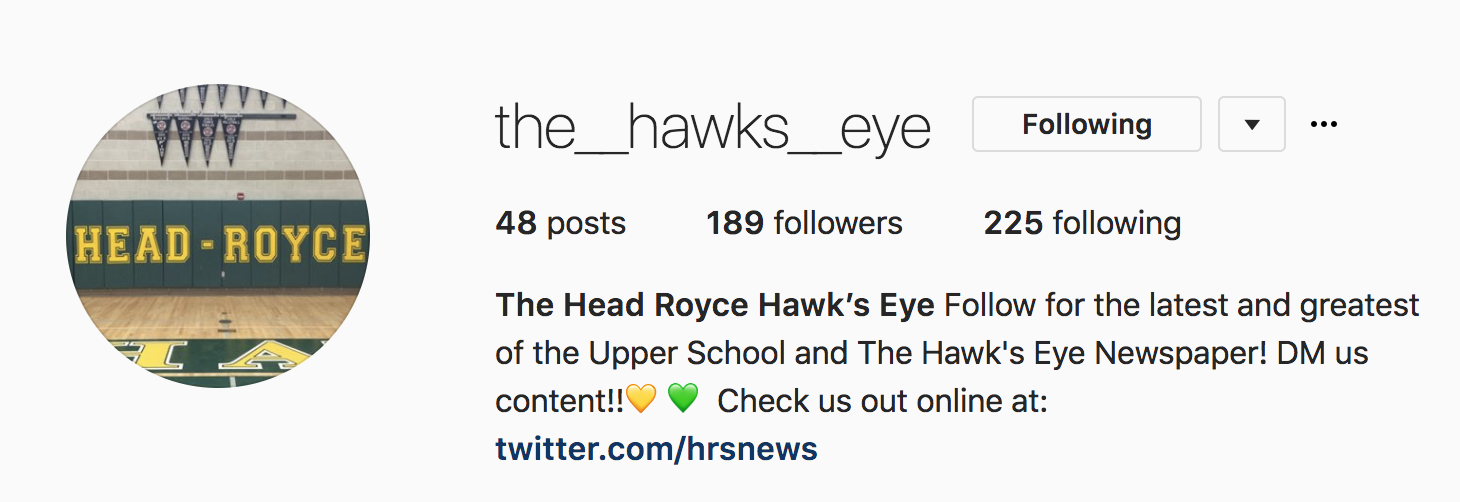 the__hawks__eye Following
48 posts 189 followers 225 following
The Head Royce Hawk’s Eye Follow for the latest and greatest
of the Upper School and The Hawk's Eye Newspaper! DM us
content!!💛 💚 Check us out online at:
twitter.com/hrsnews
HEAD - ROYCE
H A